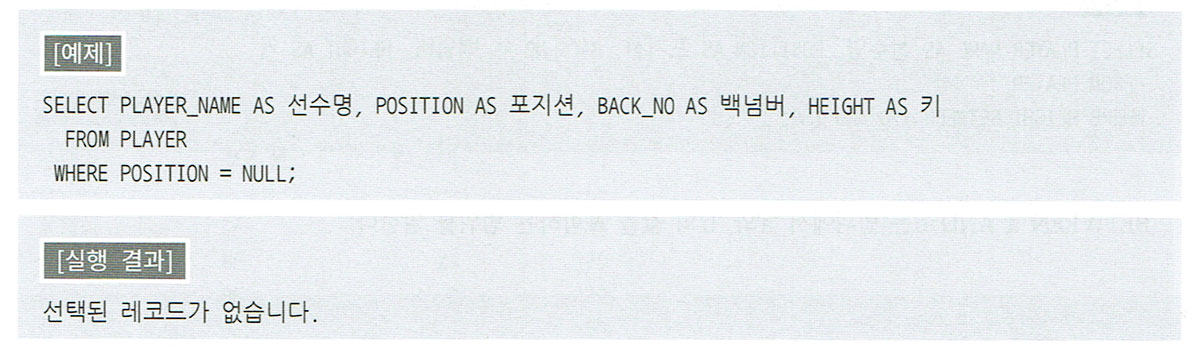 [예제]
SELECT PLAYER_NAME AS 선수명, POSITION AS 포지션, BACK_NO AS 백넘버, HEIGHT AS 키
FROM PLAYER
WHERE POSITION = NULL;
[실행 결과]
선택된 레코드가 없습니다.